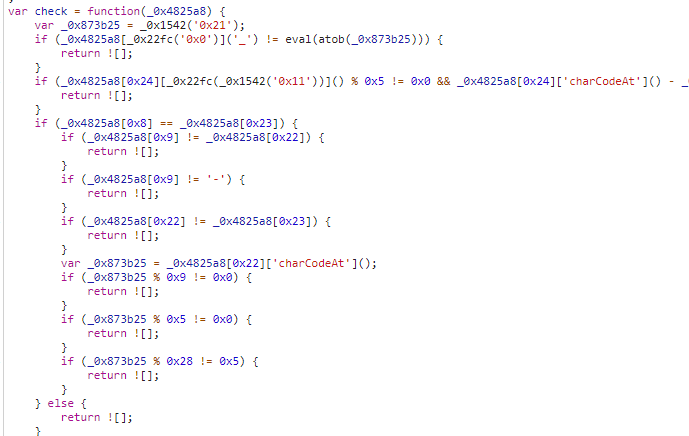 var check = function(_0x4825a8) {
    var _0x873b25 = _0x1542('0x21');
    if (_0x4825a8[_0x22fc('0x0')]('_') != eval(atob(_0x873b25))) {
        return ![];
    }
    if (_0x4825a8[0x24][_0x22fc(_0x1542('0x11'))]() % 0x5 != 0x0 && _0x4825a8[0x24]['charCodeAt']() -
        return ![];
    }
    if (_0x4825a8[0x8] == _0x4825a8[0x23]) {
        if (_0x4825a8[0x9] != _0x4825a8[0x22]) {
            return ![];
        }
        if (_0x4825a8[0x9] != '-') {
            return ![];
        }
        if (_0x4825a8[0x22] != _0x4825a8[0x23]) {
            return ![];
        }
        var _0x873b25 = _0x4825a8[0x22]['charCodeAt']();
        if (_0x873b25 % 0x9 != 0x0) {
            return ![];
        }
        if (_0x873b25 % 0x5 != 0x0) {
            return ![];
        }
        if (_0x873b25 % 0x28 != 0x5) {
            return ![];
        }
    } else {
        return ![];
    }